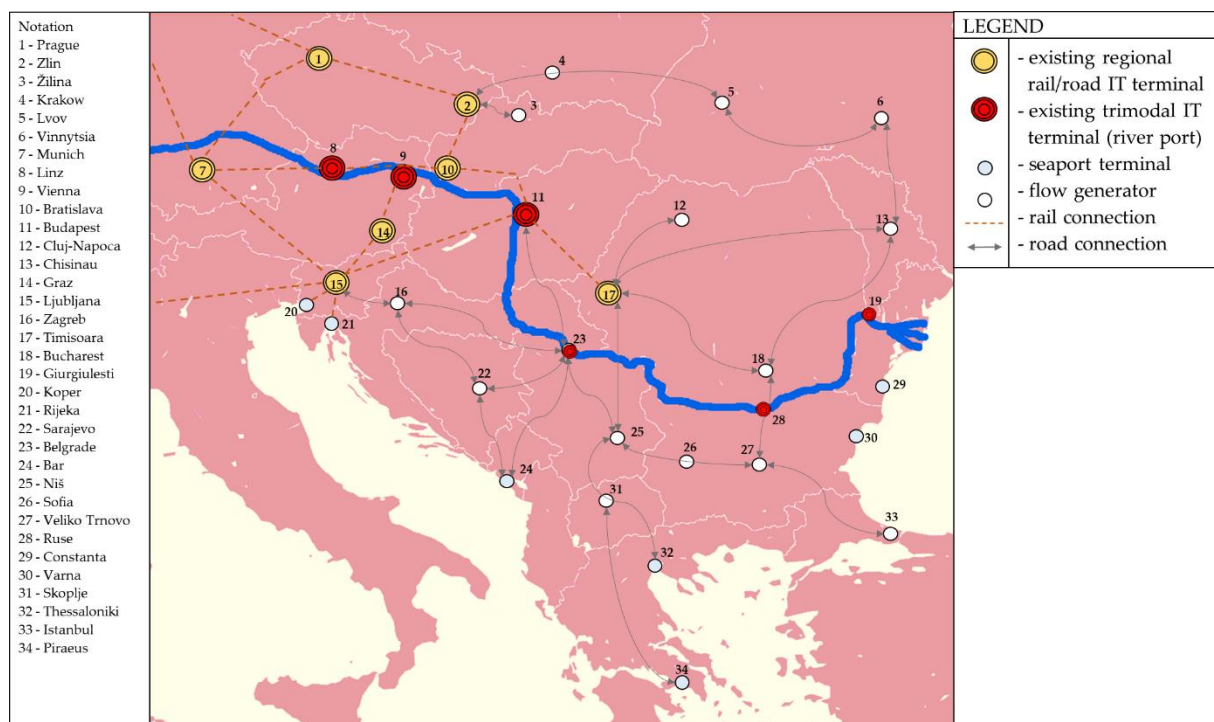 Notation
1 - Prague
2 - Zlin
3 - Žilina
4 - Krakow
5 - Lvov
6 - Vinnytsia
7 - Munich
8 - Linz
9 - Vienna
10 - Bratislava
11 - Budapest
12 - Cluj-Napoca
13 - Chisinau
14 - Graz
15 - Ljubljana
16 - Zagreb
17 - Timisoara
18 - Bucharest
19 - Giurgiulesti
20 - Koper
21 - Rijeka
22 - Sarajevo
23 - Belgrade
24 - Bar
25 - Niš
26 - Sofia
27 - Veliko Trnovo
28 - Ruse
29 - Constanta
30 - Varna
31 - Skoplje
32 - Thessaloniki
33 - Istanbul
34 - Piraeus
1
4
2
3
5
6
8
9
7
10
11
12
13
14
15
16
17
20
21
19
23
18
22
29
28
25
30
24
26
27
31
33
32
34
LEGEND
- existing regional
rail/road IT terminal
- existing trimodal IT
terminal (river port)
- seaport terminal
- flow generator
- rail connection
- road connection